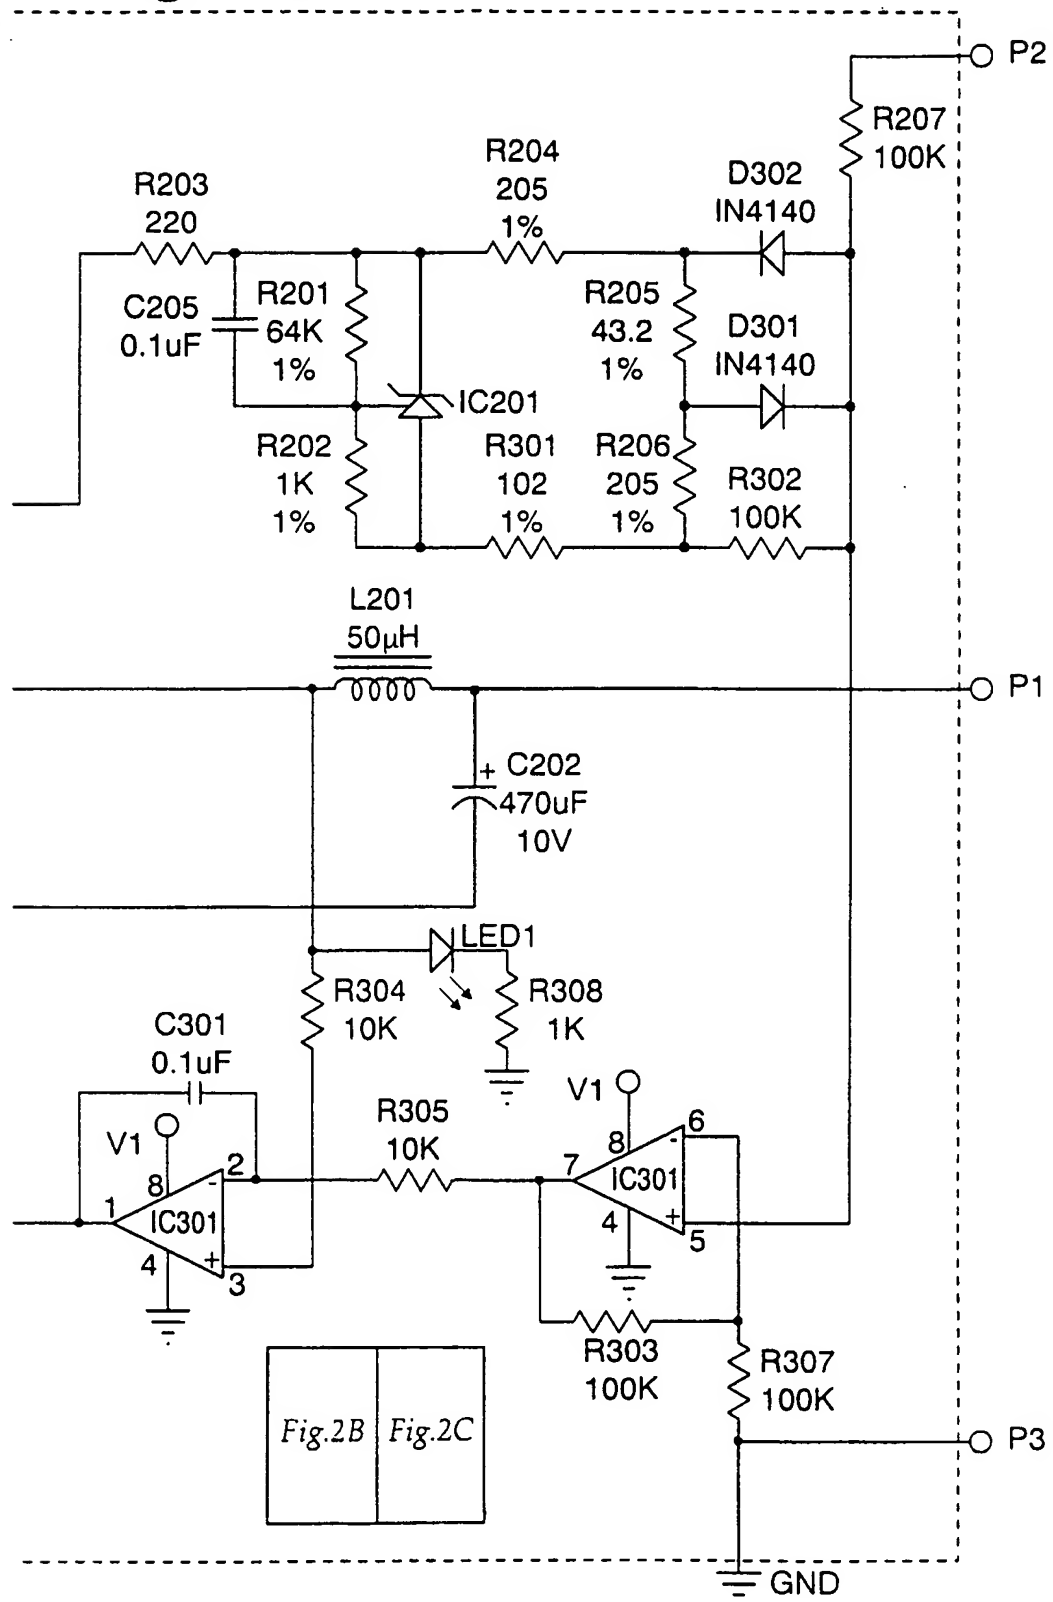 P2
R207
100K
R204
205
1%
D302
IN4140
R203
220
C205
0.1uF
R201
64K
1%
R205
43.2
1%
D301
IN4140
IC201
R202
1K
1%
R301
102
1%
R206
205
1%
R302
100K
L201
50μH
P1
+
C202
470uF
10V
LED1
R304
10K
R308
1K
C301
0.1uF
V1
R305
10K
V1
8
6
-
7
IC301
4
+
5
2
8
-
1
IC301
4
+
3
R303
100K
R307
100K
Fig.2B
Fig.2C
P3
GND